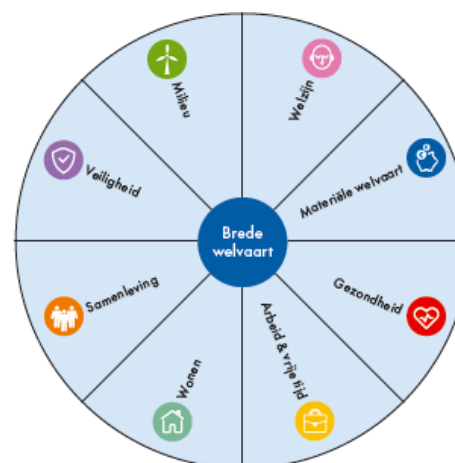 Brede
welvaart
Welzijn
Materiële welvaart
Gezondheid
Arbeid & vrije tijd
Wonen
Samenleving
Veiligheid
Milieu